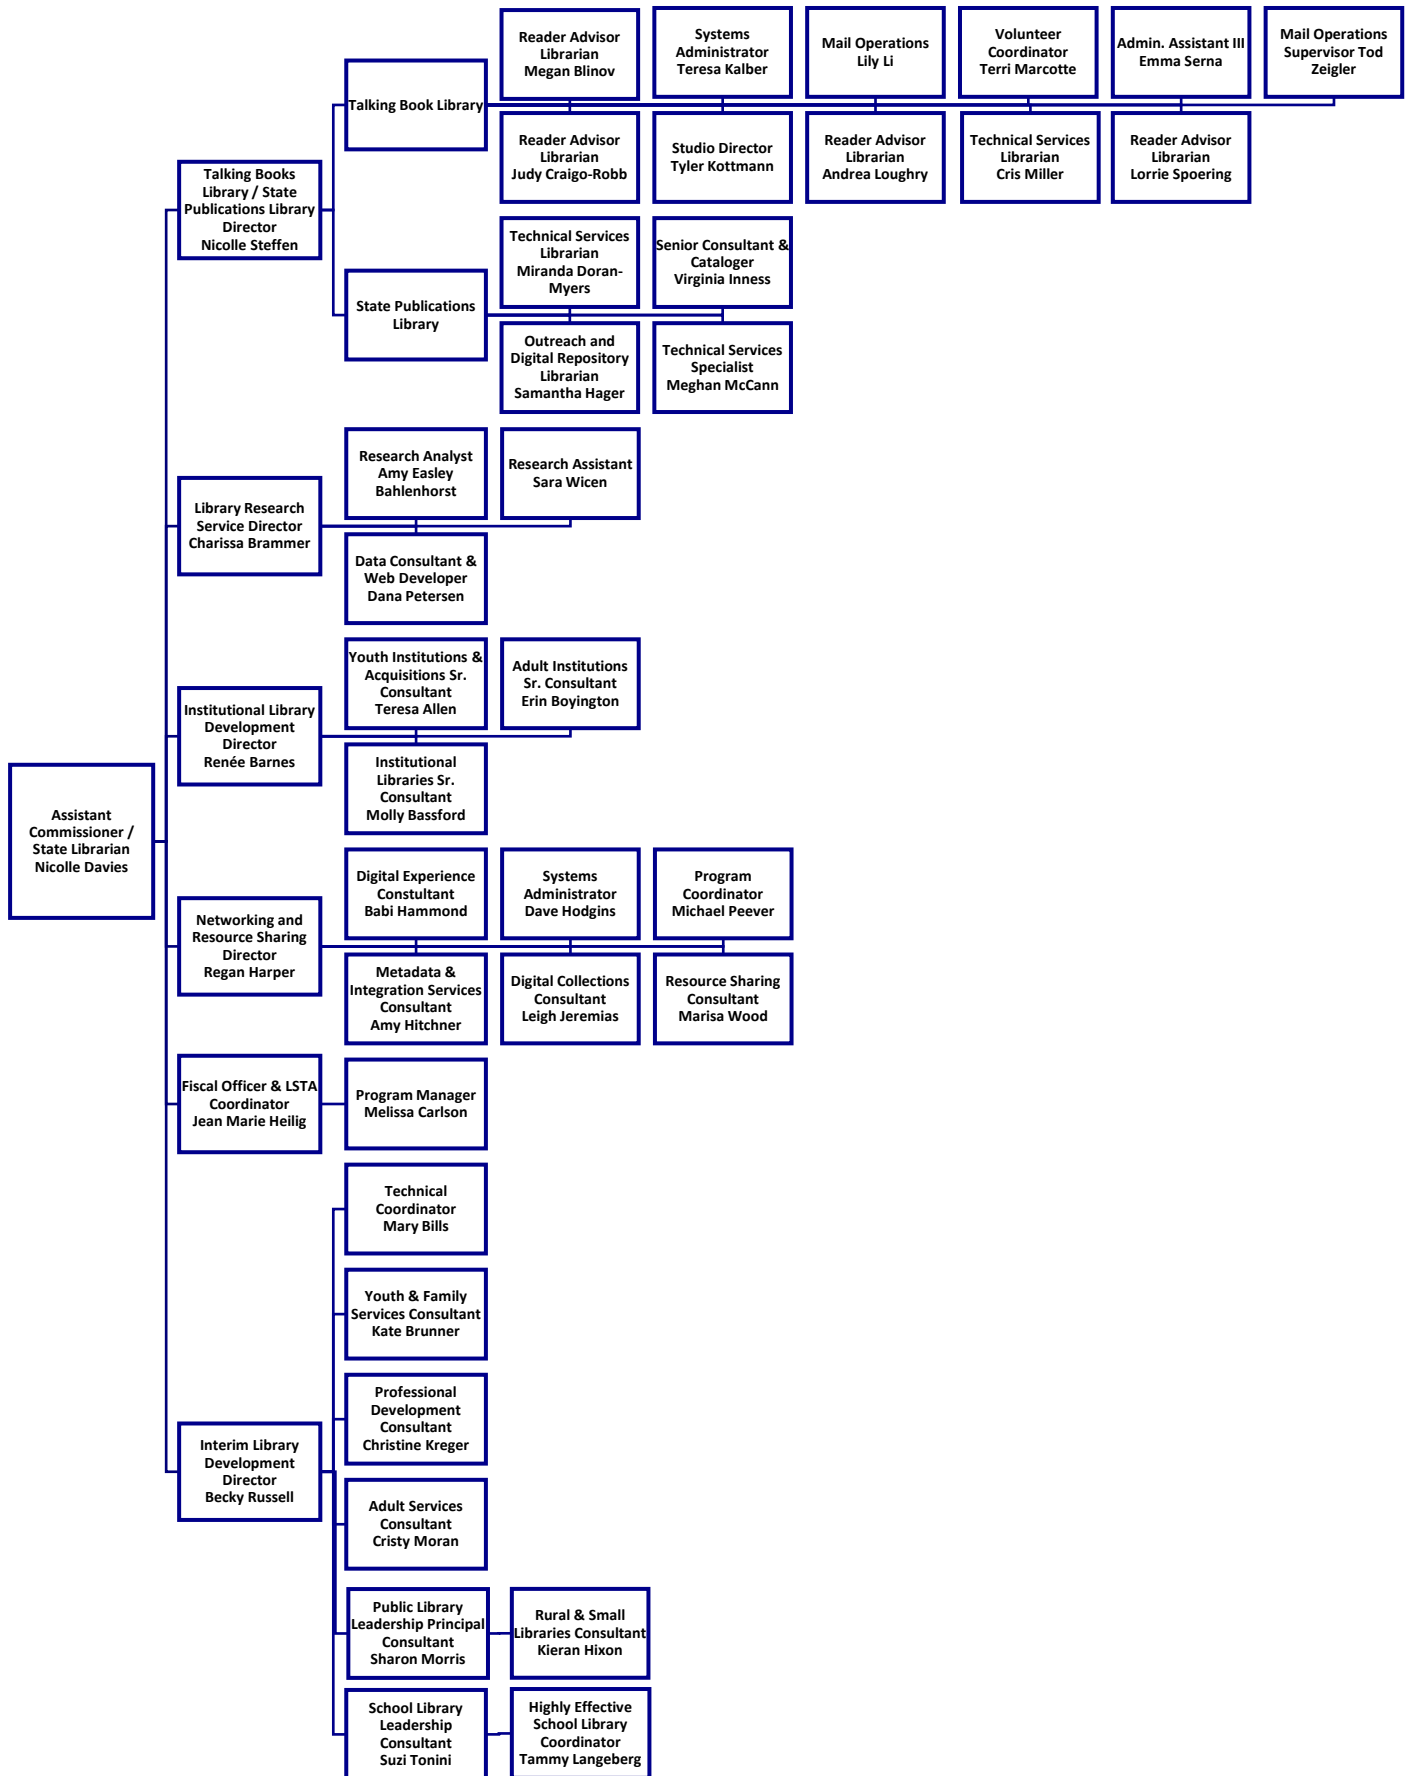 Reader Advisor
Librarian
Megan Blinov
Systems
Administrator
Teresa Kalber
Mail Operations
Lily Li
Volunteer
Coordinator
Terri Marcotte
Admin. Assistant III
Emma Serna
Mail Operations
Supervisor Tod
Zeigler
Talking Book Library
Reader Advisor
Librarian
Judy Craigo-Robb
Studio Director
Tyler Kottmann
Reader Advisor
Librarian
Andrea Loughry
Technical Services
Librarian
Cris Miller
Reader Advisor
Librarian
Lorrie Spoering
Talking Books
Library / State
Publications Library
Director
Nicolle Steffen
Technical Services
Librarian
Miranda Doran-
Myers
Senior Consultant &
Cataloger
Virginia Inness
State Publications
Library
Outreach and
Digital Repository
Librarian
Samantha Hager
Technical Services
Specialist
Meghan McCann
Research Analyst
Amy Easley
Bahlenhorst
Research Assistant
Sara Wicen
Library Research
Service Director
Charissa Brammer
Data Consultant &
Web Developer
Dana Petersen
Youth Institutions &
Acquisitions Sr.
Consultant
Teresa Allen
Adult Institutions
Sr. Consultant
Erin Boyington
Institutional Library
Development
Director
Renée Barnes
Institutional
Libraries Sr.
Consultant
Molly Bassford
Assistant
Commissioner /
State Librarian
Nicolle Davies
Digital Experience
Constultant
Babi Hammond
Systems
Administrator
Dave Hodgins
Program
Coordinator
Michael Peever
Networking and
Resource Sharing
Director
Regan Harper
Metadata &
Integration Services
Consultant
Amy Hitchner
Digital Collections
Consultant
Leigh Jeremias
Resource Sharing
Consultant
Marisa Wood
Fiscal Officer & LSTA
Coordinator
Jean Marie Heilig
Program Manager
Melissa Carlson
Technical
Coordinator
Mary Bills
Youth & Family
Services Consultant
Kate Brunner
Professional
Development
Consultant
Christine Kreger
Interim Library
Development
Director
Becky Russell
Adult Services
Consultant
Cristy Moran
Public Library
Leadership Principal
Consultant
Sharon Morris
Rural & Small
Libraries Consultant
Kieran Hixon
School Library
Leadership
Consultant
Suzi Tonini
Highly Effective
School Library
Coordinator
Tammy Langeberg